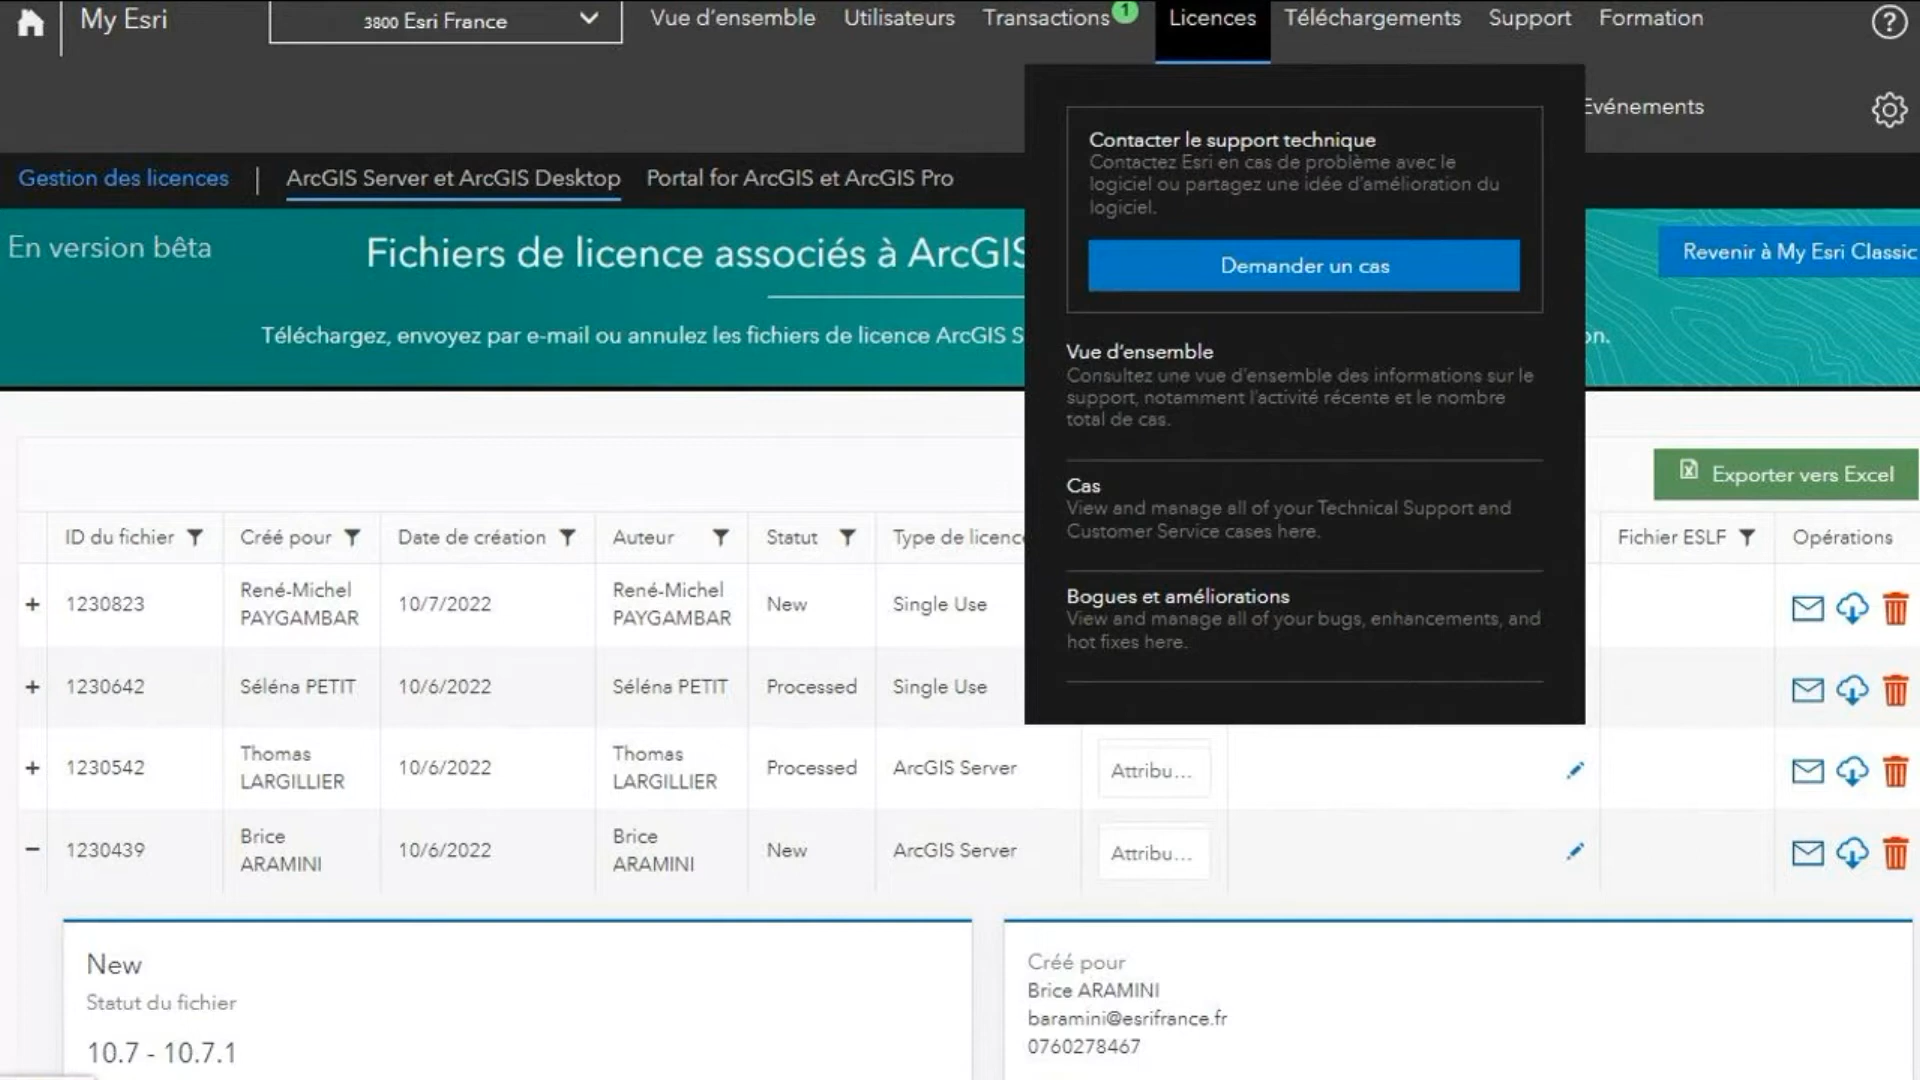 My Esri
3800 Esri France
Vue d'ensemble
Utilisateurs
Transactions
1
Licences
Téléchargements
Support
Formation
?
Evénements
Gestion des licences
|
ArcGIS Server et ArcGIS Desktop
Portal for ArcGIS et ArcGIS Pro
En version bêta
Fichiers de licence associés à ArcGIS
Revenir à My Esri Classic
Téléchargez, envoyez par e-mail ou annulez les fichiers de licence ArcGIS S
on.
Contacter le support technique
Contactez Esri en cas de problème avec le
logiciel ou partagez une idée d'amélioration du
logiciel.
Demander un cas
Vue d'ensemble
Consultez une vue d'ensemble des informations sur le
support, notamment l'activité récente et le nombre
total de cas.
Cas
View and manage all of your Technical Support and
Customer Service cases here.
Bogues et améliorations
View and manage all of your bugs, enhancements, and
hot fixes here.
Exporter vers Excel
ID du fichier
Créé pour
Date de création
Auteur
Statut
Type de licence
Fichier ESLF
Opérations
+
1230823
René-Michel
PAYGAMBAR
10/7/2022
René-Michel
PAYGAMBAR
New
Single Use
+
1230642
Séléna PETIT
10/6/2022
Séléna PETIT
Processed
Single Use
+
1230542
Thomas
LARGILLIER
10/6/2022
Thomas
LARGILLIER
Processed
ArcGIS Server
Attribu...
−
1230439
Brice
ARAMINI
10/6/2022
Brice
ARAMINI
New
ArcGIS Server
Attribu...
New
Statut du fichier
10.7 - 10.7.1
Créé pour
Brice ARAMINI
baramini@esrifrance.fr
0760278467